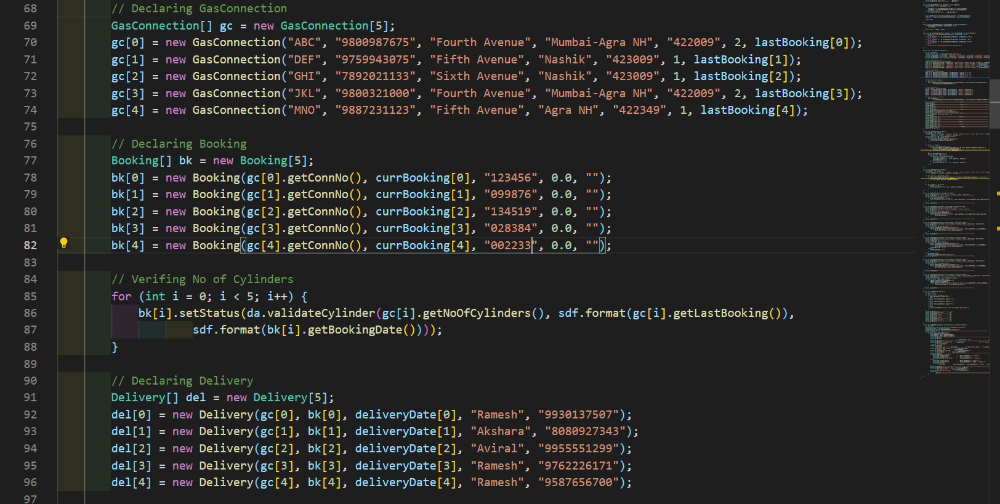 68 // Declaring GasConnection
69 GasConnection[] gc = new GasConnection[5];
70 gc[0] = new GasConnection("ABC", "9800987675", "Fourth Avenue", "Mumbai-Agra NH", "422009", 2, lastBooking[0]);
71 gc[1] = new GasConnection("DEF", "9759943075", "Fifth Avenue", "Nashik", "423009", 1, lastBooking[1]);
72 gc[2] = new GasConnection("GHI", "7892021133", "Sixth Avenue", "Nashik", "423009", 1, lastBooking[2]);
73 gc[3] = new GasConnection("JKL", "9800321000", "Fourth Avenue", "Mumbai-Agra NH", "422009", 2, lastBooking[3]);
74 gc[4] = new GasConnection("MNO", "9887231123", "Fifth Avenue", "Agra NH", "422349", 1, lastBooking[4]);
75
76 // Declaring Booking
77 Booking[] bk = new Booking[5];
78 bk[0] = new Booking(gc[0].getConnNo(), currBooking[0], "123456", 0.0, "");
79 bk[1] = new Booking(gc[1].getConnNo(), currBooking[1], "099876", 0.0, "");
80 bk[2] = new Booking(gc[2].getConnNo(), currBooking[2], "134519", 0.0, "");
81 bk[3] = new Booking(gc[3].getConnNo(), currBooking[3], "028384", 0.0, "");
82 bk[4] = new Booking(gc[4].getConnNo(), currBooking[4], "002233", 0.0, "");
83
84 // Verifing No of Cylinders
85 for (int i = 0; i < 5; i++) {
86 bk[i].setStatus(da.validateCylinder(gc[i].getNoOfCylinders(), sdf.format(gc[i].getLastBooking()),
87 sdf.format(bk[i].getBookingDate())));
88 }
89
90 // Declaring Delivery
91 Delivery[] del = new Delivery[5];
92 del[0] = new Delivery(gc[0], bk[0], deliveryDate[0], "Ramesh", "9930137507");
93 del[1] = new Delivery(gc[1], bk[1], deliveryDate[1], "Akshara", "8080927343");
94 del[2] = new Delivery(gc[2], bk[2], deliveryDate[2], "Aviral", "9955551299");
95 del[3] = new Delivery(gc[3], bk[3], deliveryDate[3], "Ramesh", "9762226171");
96 del[4] = new Delivery(gc[4], bk[4], deliveryDate[4], "Ramesh", "9587656700");
97